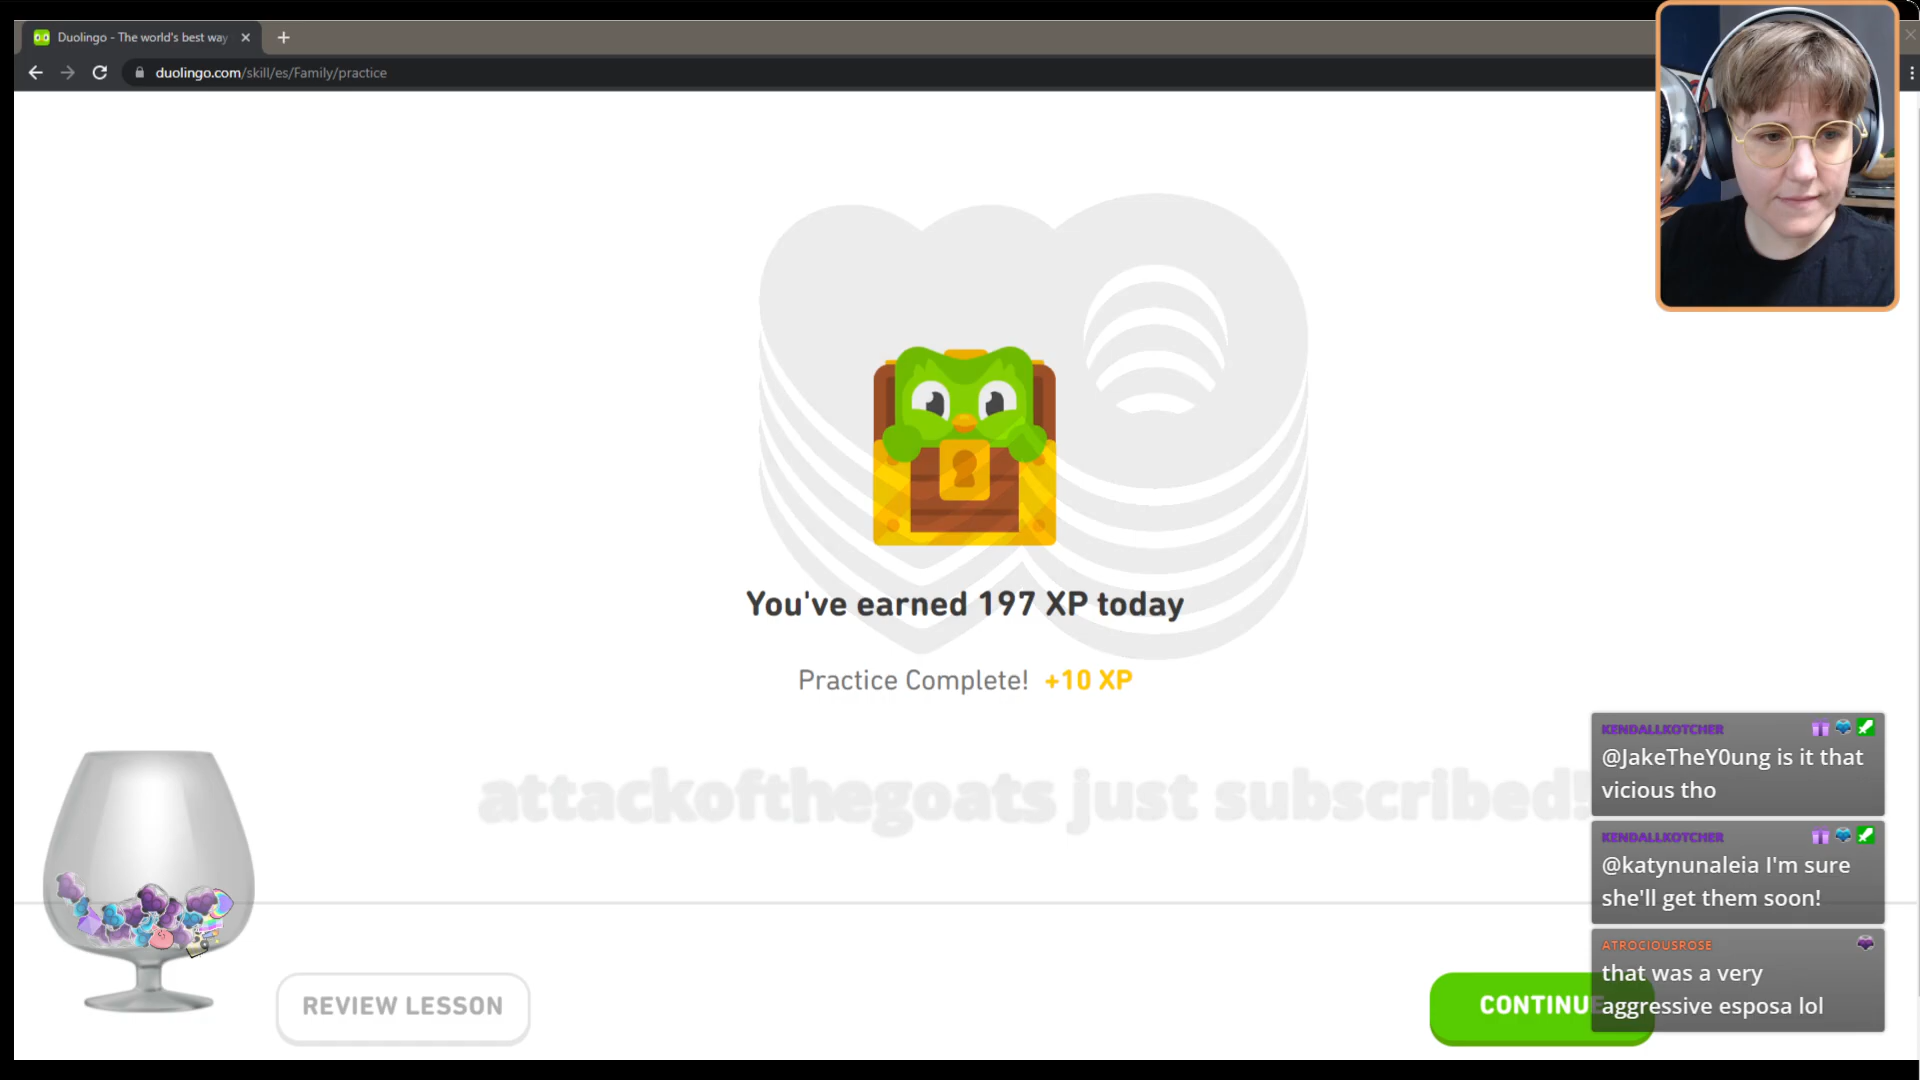 Duolingo - The world's best way
duolingo.com/skill/es/Family/practice
You've earned 197 XP today
Practice Complete! +10 XP
attackofthegoats just subscribed!
KENDALLKOTCHER
@JakeTheY0ung is it that
vicious tho
KENDALLKOTCHER
@katynunaleia I'm sure
she'll get them soon!
ATROCIOUSROSE
that was a very
aggressive esposa lol
REVIEW LESSON
CONTINUE